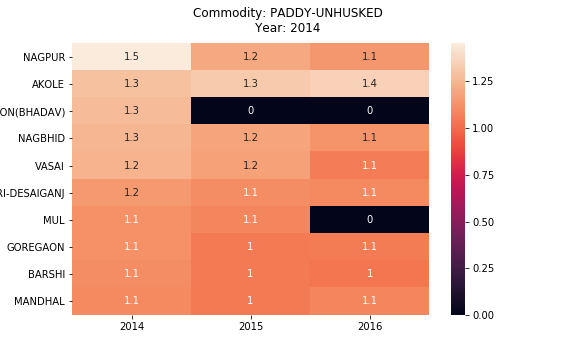 Commodity: PADDY-UNHUSKED
Year: 2014
NAGPUR 1.5 1.2 1.1
AKOLE 1.3 1.3 1.4
ON(BHADAV) 1.3 0 0
NAGBHID 1.3 1.2 1.1
VASAI 1.2 1.2 1.1
RI-DESAIGANJ 1.2 1.1 1.1
MUL 1.1 1.1 0
GOREGAON 1.1 1 1.1
BARSHI 1.1 1 1
MANDHAL 1.1 1 1.1
2014 2015 2016
1.25
1.00
0.75
0.50
0.25
0.00